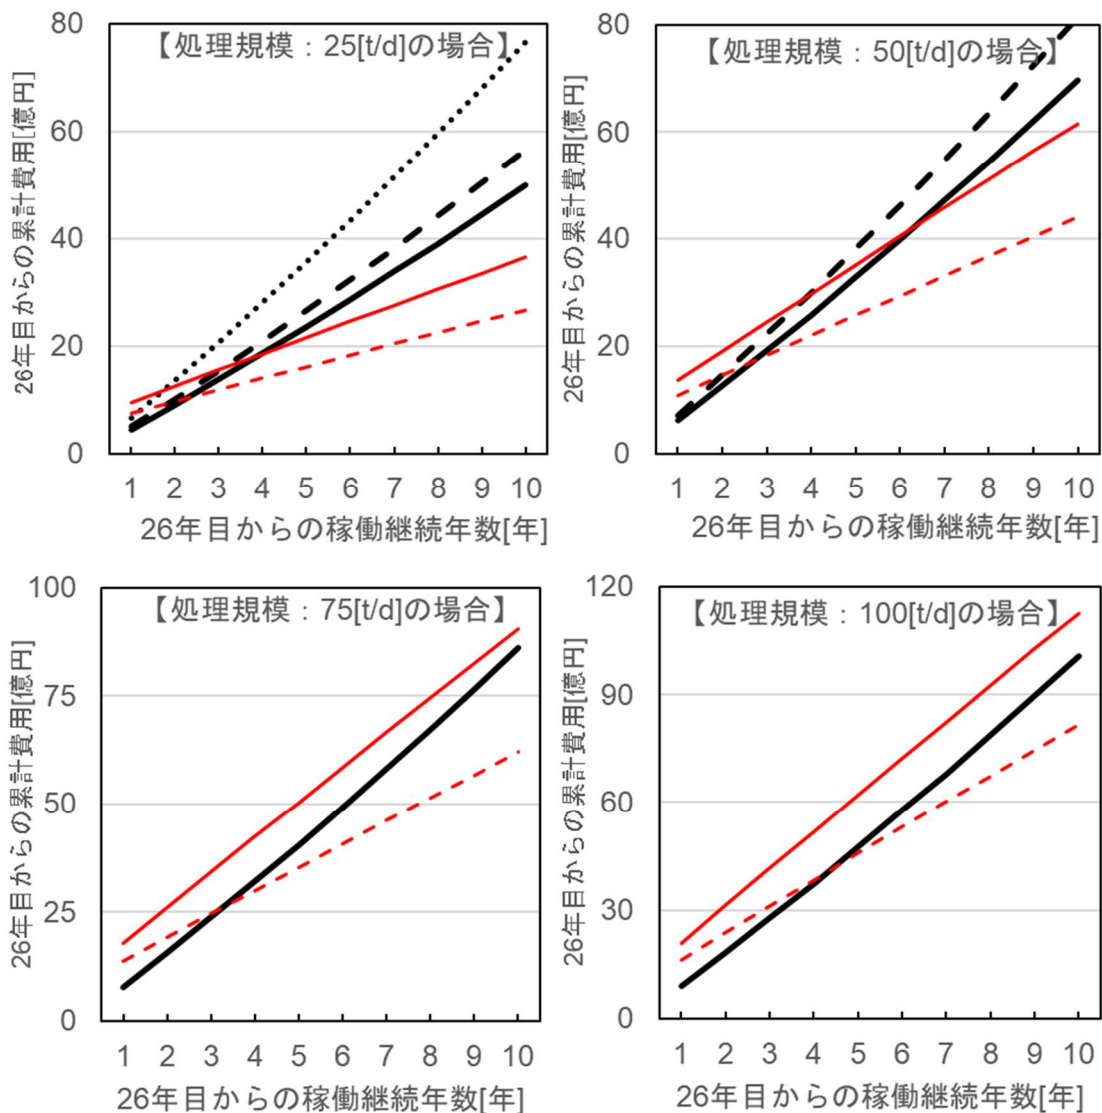 【処理規模：25[t/d]の場合】
26年目からの累計費用[億円]
80
60
40
20
0
1 2 3 4 5 6 7 8 9 10
26年目からの稼働継続年数[年]
【処理規模：50[t/d]の場合】
26年目からの累計費用[億円]
80
60
40
20
0
1 2 3 4 5 6 7 8 9 10
26年目からの稼働継続年数[年]
【処理規模：75[t/d]の場合】
26年目からの累計費用[億円]
100
75
50
25
0
1 2 3 4 5 6 7 8 9 10
26年目からの稼働継続年数[年]
【処理規模：100[t/d]の場合】
26年目からの累計費用[億円]
120
90
60
30
0
1 2 3 4 5 6 7 8 9 10
26年目からの稼働継続年数[年]